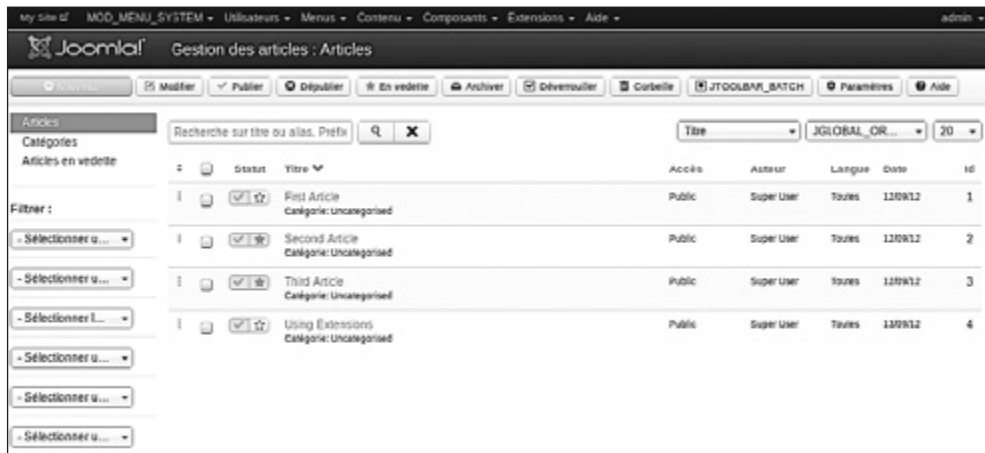 My Site MOD_MENU_SYSTEM Utilisateurs Menus Contenu Composants Extensions Aide admin
Joomla! Gestion des articles : Articles
Modifier Publier Dépublier En vedette Archiver Déverrouiller Corbeille JTOOLBAR_BATCH Paramètres Aide
Articles
Catégories
Articles en vedette
Filtrer :
- Sélectionner u...
- Sélectionner u...
- Sélectionner l...
- Sélectionner u...
- Sélectionner u...
- Sélectionner u...
Recherche sur titre ou alias. Préfix Titre JGLOBAL_OR... 20
Statut Titre Accès Auteur Langue Date Id
First Article Public Super User Toutes 12/09/12 1
Catégorie: Uncategorised
Second Article Public Super User Toutes 12/09/12 2
Catégorie: Uncategorised
Third Article Public Super User Toutes 12/09/12 3
Catégorie: Uncategorised
Using Extensions Public Super User Toutes 13/09/12 4
Catégorie: Uncategorised